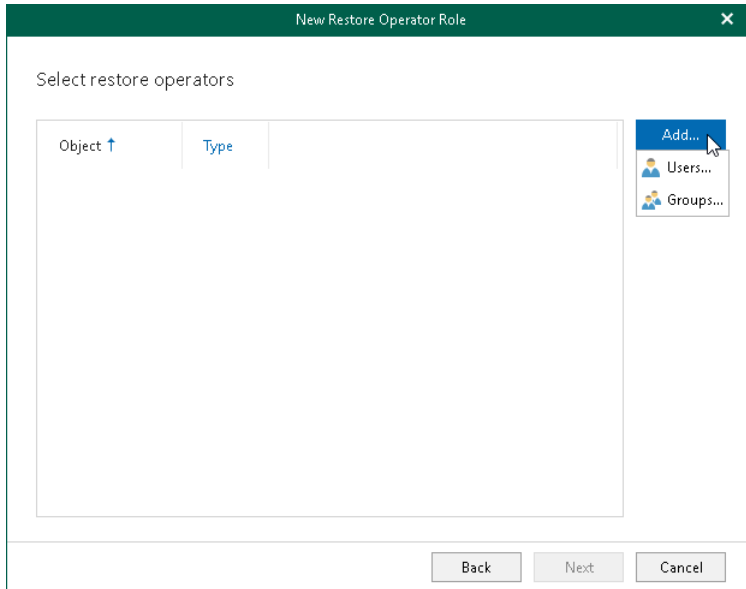 New Restore Operator Role
Select restore operators
Object Type
Add...
Users...
Groups...
Back Next Cancel